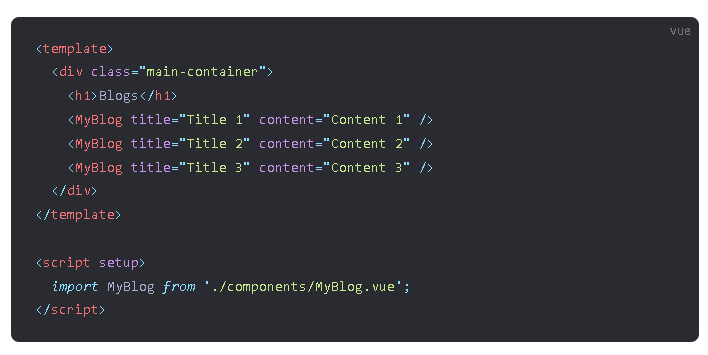 vue
<template>
  <div class="main-container">
    <h1>Blogs</h1>
    <MyBlog title="Title 1" content="Content 1" />
    <MyBlog title="Title 2" content="Content 2" />
    <MyBlog title="Title 3" content="Content 3" />
  </div>
</template>

<script setup>
  import MyBlog from './components/MyBlog.vue';
</script>